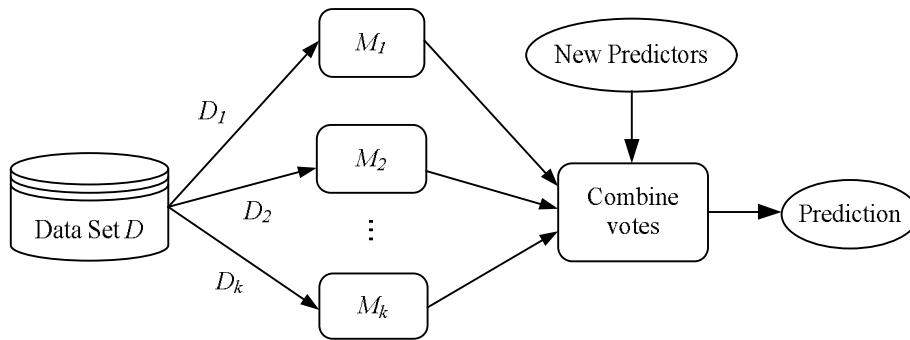 M1
New Predictors
D1
M2
Combine
votes
Data Set D
D2
Prediction
⋮
Dk
Mk